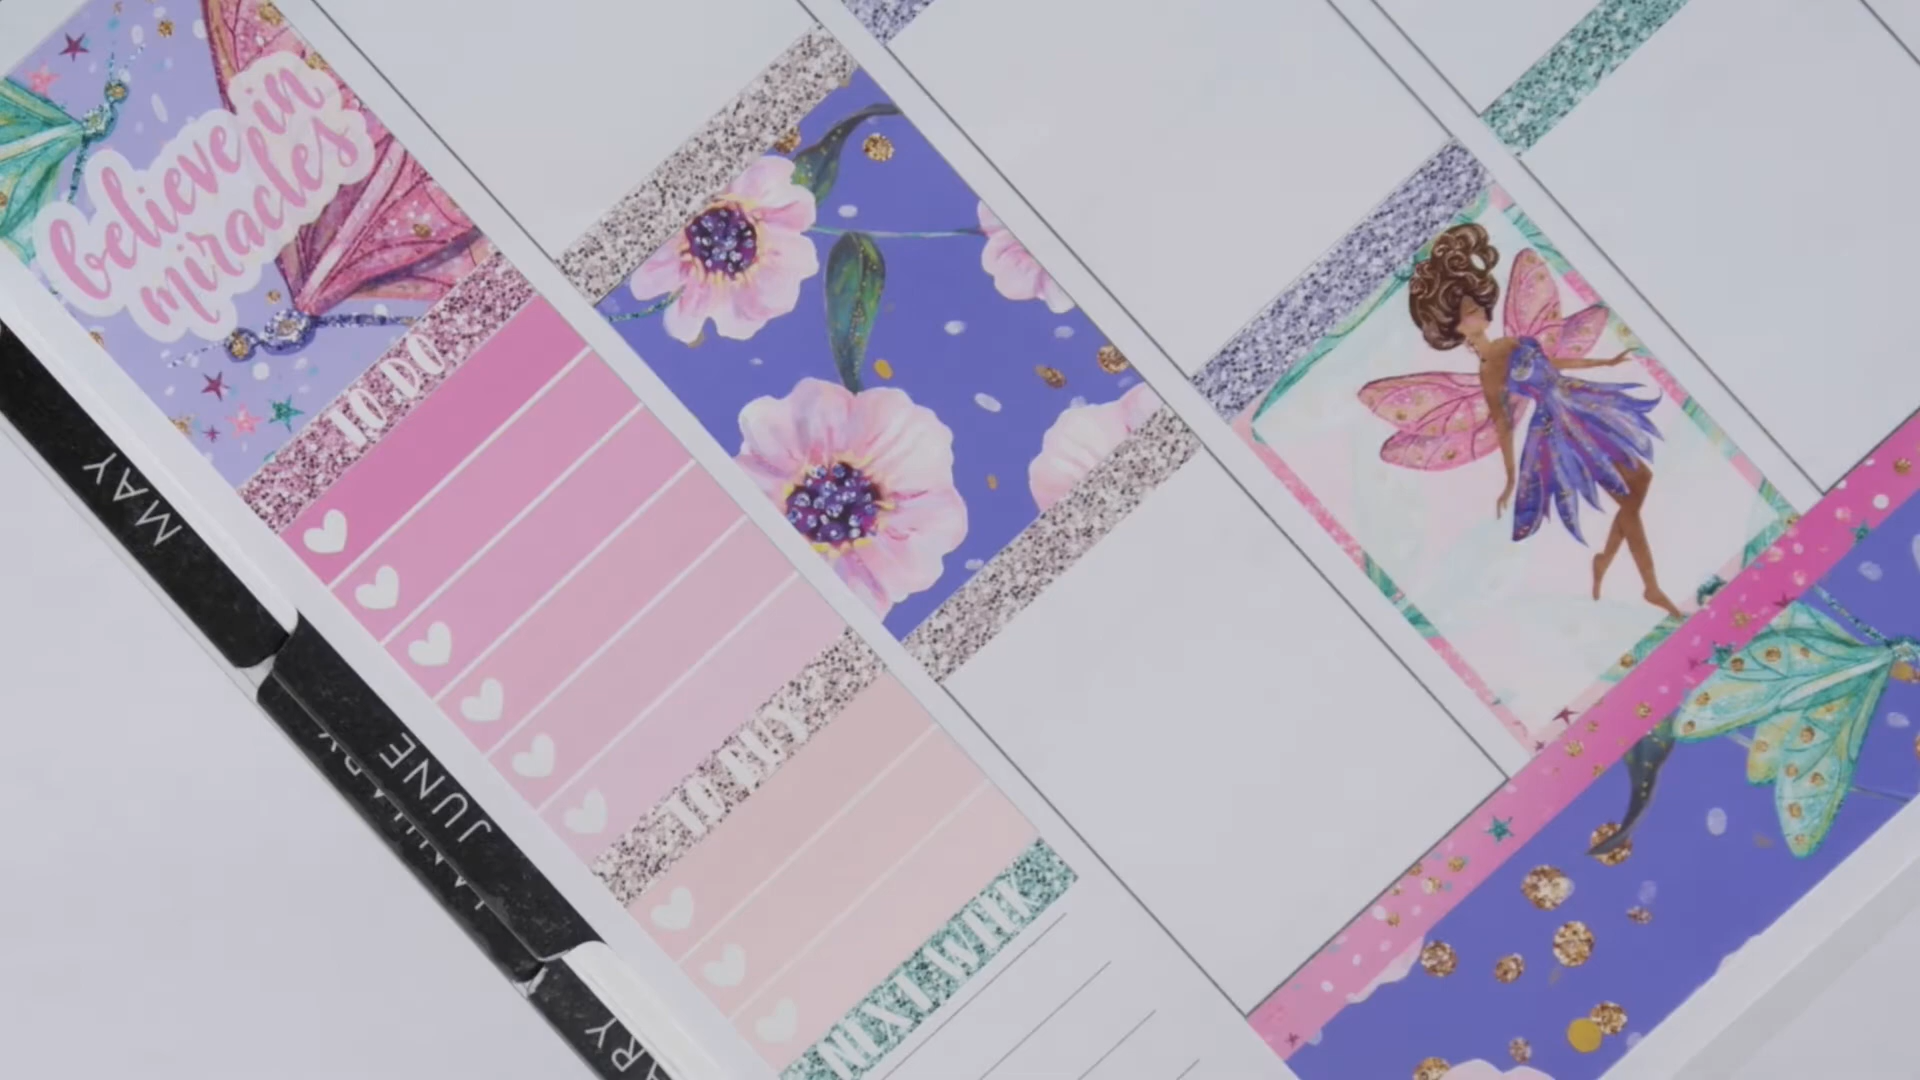 believe in
miracles
TO DO
TO BUY
NEXT WEEK
MAY
JUNE